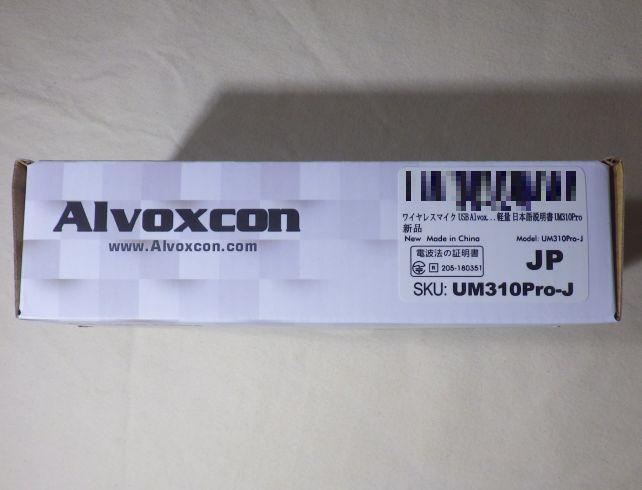 Alvoxcon
www.Alvoxcon.com
ワイヤレスマイク USB Alvox...軽量 日本語説明書 UM310Pro
新品
New Made in China Model: UM310Pro-J
電波法の証明書
R 205-180351
JP
SKU: UM310Pro-J